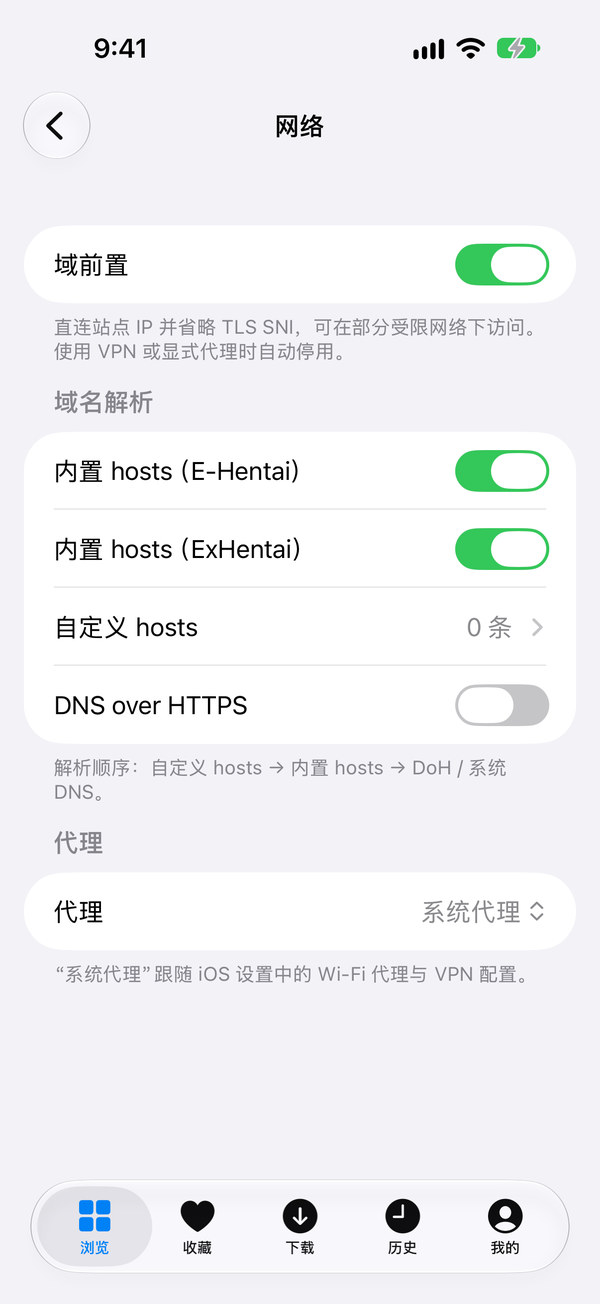 9:41
网络
域前置
直连站点 IP 并省略 TLS SNI，可在部分受限网络下访问。
使用 VPN 或显式代理时自动停用。
域名解析
内置 hosts（E-Hentai）
内置 hosts（ExHentai）
自定义 hosts 0 条
DNS over HTTPS
解析顺序：自定义 hosts → 内置 hosts → DoH / 系统
DNS。
代理
代理 系统代理
“系统代理”跟随 iOS 设置中的 Wi-Fi 代理与 VPN 配置。
浏览 收藏 下载 历史 我的